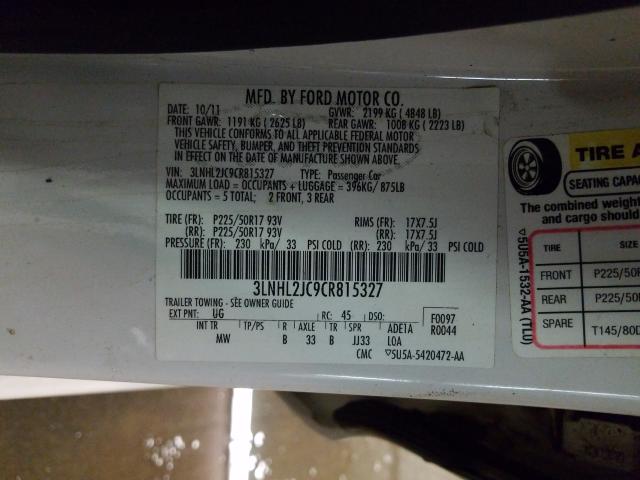 MFD. BY FORD MOTOR CO.
DATE: 10/11 GVWR: 2199 KG ( 4848 LB)
FRONT GAWR: 1191 KG ( 2625 LB) REAR GAWR: 1008 KG ( 2223 LB)
THIS VEHICLE CONFORMS TO ALL APPLICABLE FEDERAL MOTOR
VEHICLE SAFETY, BUMPER, AND THEFT PREVENTION STANDARDS
IN EFFECT ON THE DATE OF MANUFACTURE SHOWN ABOVE.
VIN: 3LNHL2JC9CR815327 TYPE: Passenger Car
MAXIMUM LOAD = OCCUPANTS + LUGGAGE = 396KG/ 875LB
OCCUPANTS = 5 TOTAL; 2 FRONT, 3 REAR
TIRE (FR): P225/50R17 93V RIMS (FR): 17X7.5J
(RR): P225/50R17 93V (RR): 17X7.5J
PRESSURE (FR): 230 kPa/ 33 PSI COLD (RR): 230 kPa/ 33 PSI COLD
3LNHL2JC9CR815327
TRAILER TOWING - SEE OWNER GUIDE
EXT PNT: UG RC: 45 DSO: F0097
INT TR TP/PS R AXLE TR SPR ADE1A R0044
MW B 33 B JJ33 LOA
CMC 5U5A-5420472-AA
TIRE A
SEATING CAPA
The combined weight
and cargo should
5U5A-1532-AA (TLU)
TIRE SIZE
FRONT P225/50
REAR P225/50
SPARE T145/80D